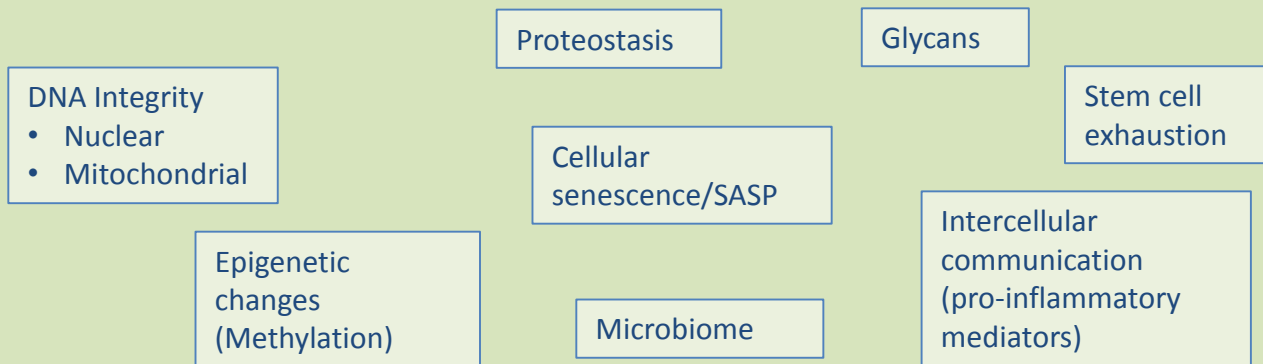 Proteostasis
Glycans
DNA Integrity
• Nuclear
• Mitochondrial
Stem cell
exhaustion
Cellular
senescence/SASP
Intercellular
communication
(pro-inflammatory
mediators)
Epigenetic
changes
(Methylation)
Microbiome